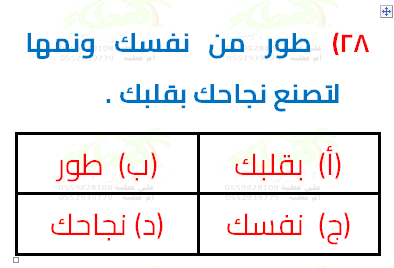 ٢٨) طور من نفسك ونمها
لتصنع نجاحك بقلبك .
(أ) بقلبك (ب) طور
(ج) نفسك (د) نجاحك